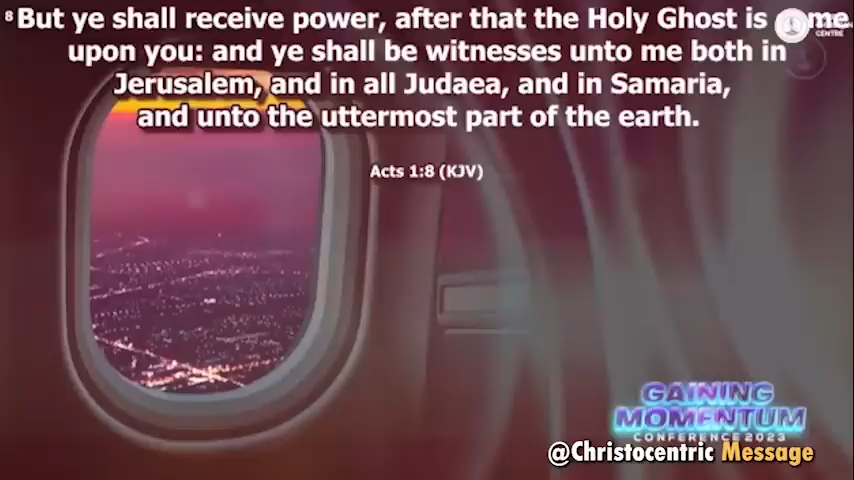 8 But ye shall receive power, after that the Holy Ghost is
upon you: and ye shall be witnesses unto me both in
Jerusalem, and in all Judaea, and in Samaria,
and unto the uttermost part of the earth.
Acts 1:8 (KJV)
CENTRE
GAINING
MOMENTUM
CONFERENCE 2023
@Christocentric Message